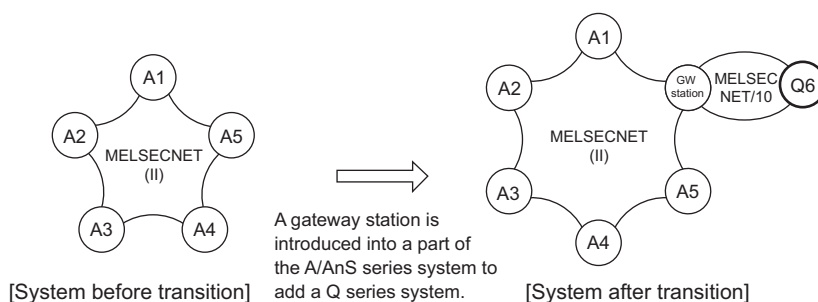 A1
A2
A5
MELSECNET
(II)
A3
A4
[System before transition]
A gateway station is
introduced into a part of
the A/AnS series system to
add a Q series system.
A1
A2
GW
station
MELSEC
NET/10
Q6
MELSECNET
(II)
A3
A5
A4
[System after transition]